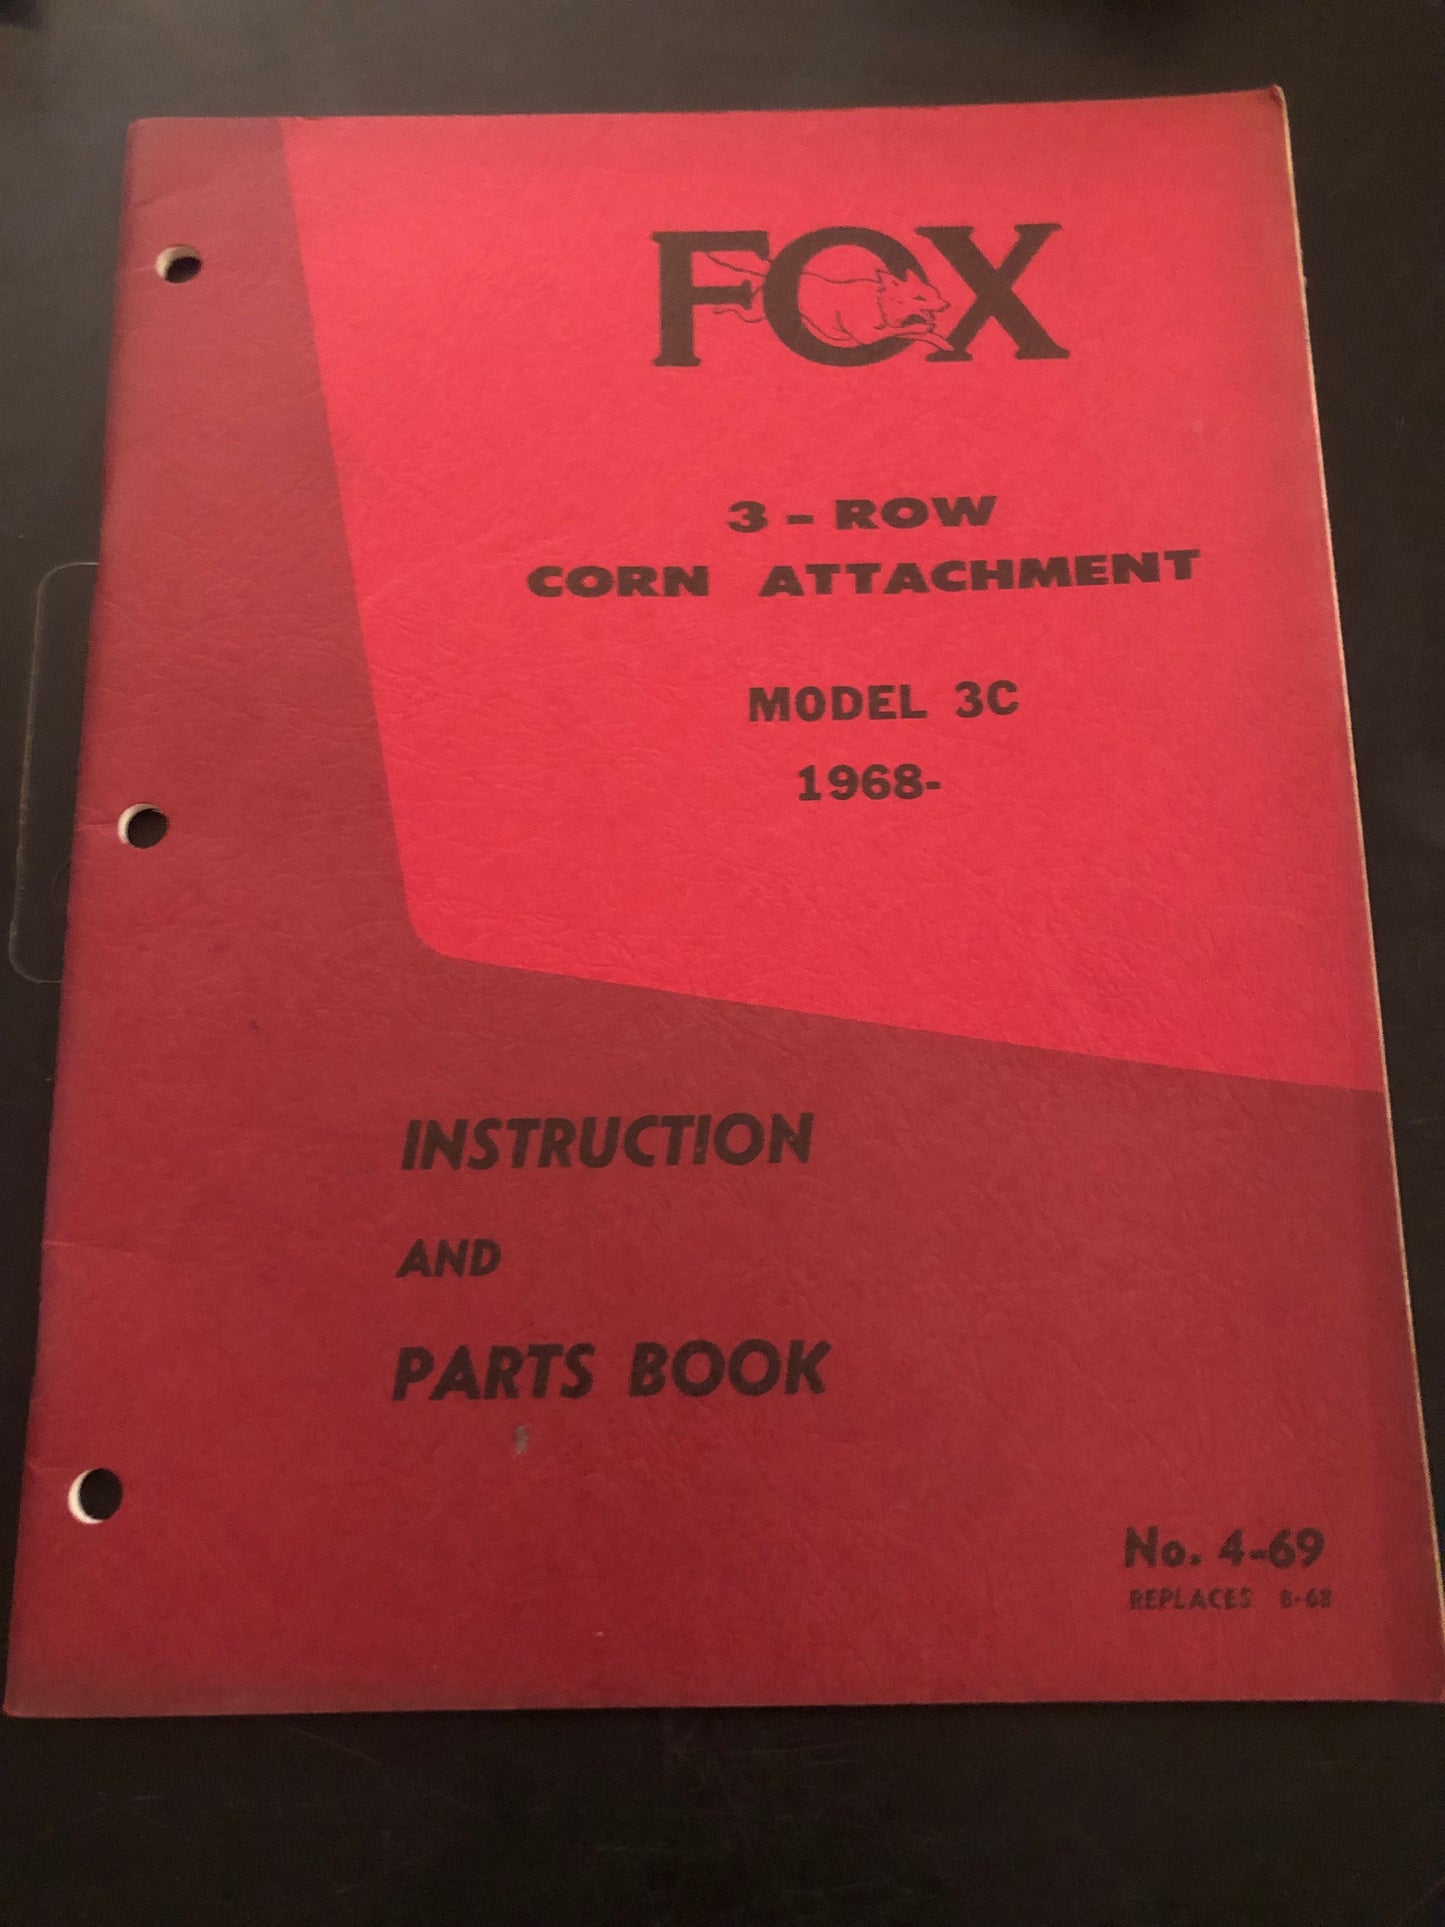 FOX
3-ROW
CORN ATTACHMENT
MODEL 3C
1968-
INSTRUCTION
AND
PARTS BOOK
No. 4-69
REPLACES 8-68